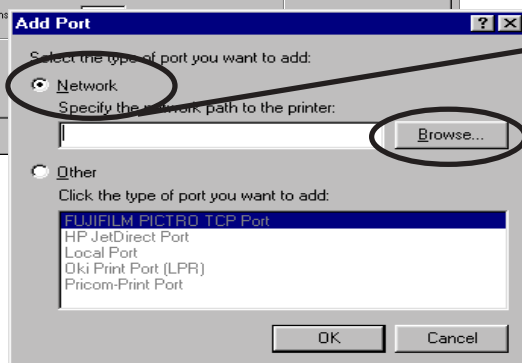 Add Port
Select the type of port you want to add:
Network
Specify the network path to the printer:
Browse...
Other
Click the type of port you want to add:
FUJIFILM PICTRO TCP Port
HP JetDirect Port
Local Port
Oki Print Port (LPR)
Pricom-Print Port
OK Cancel